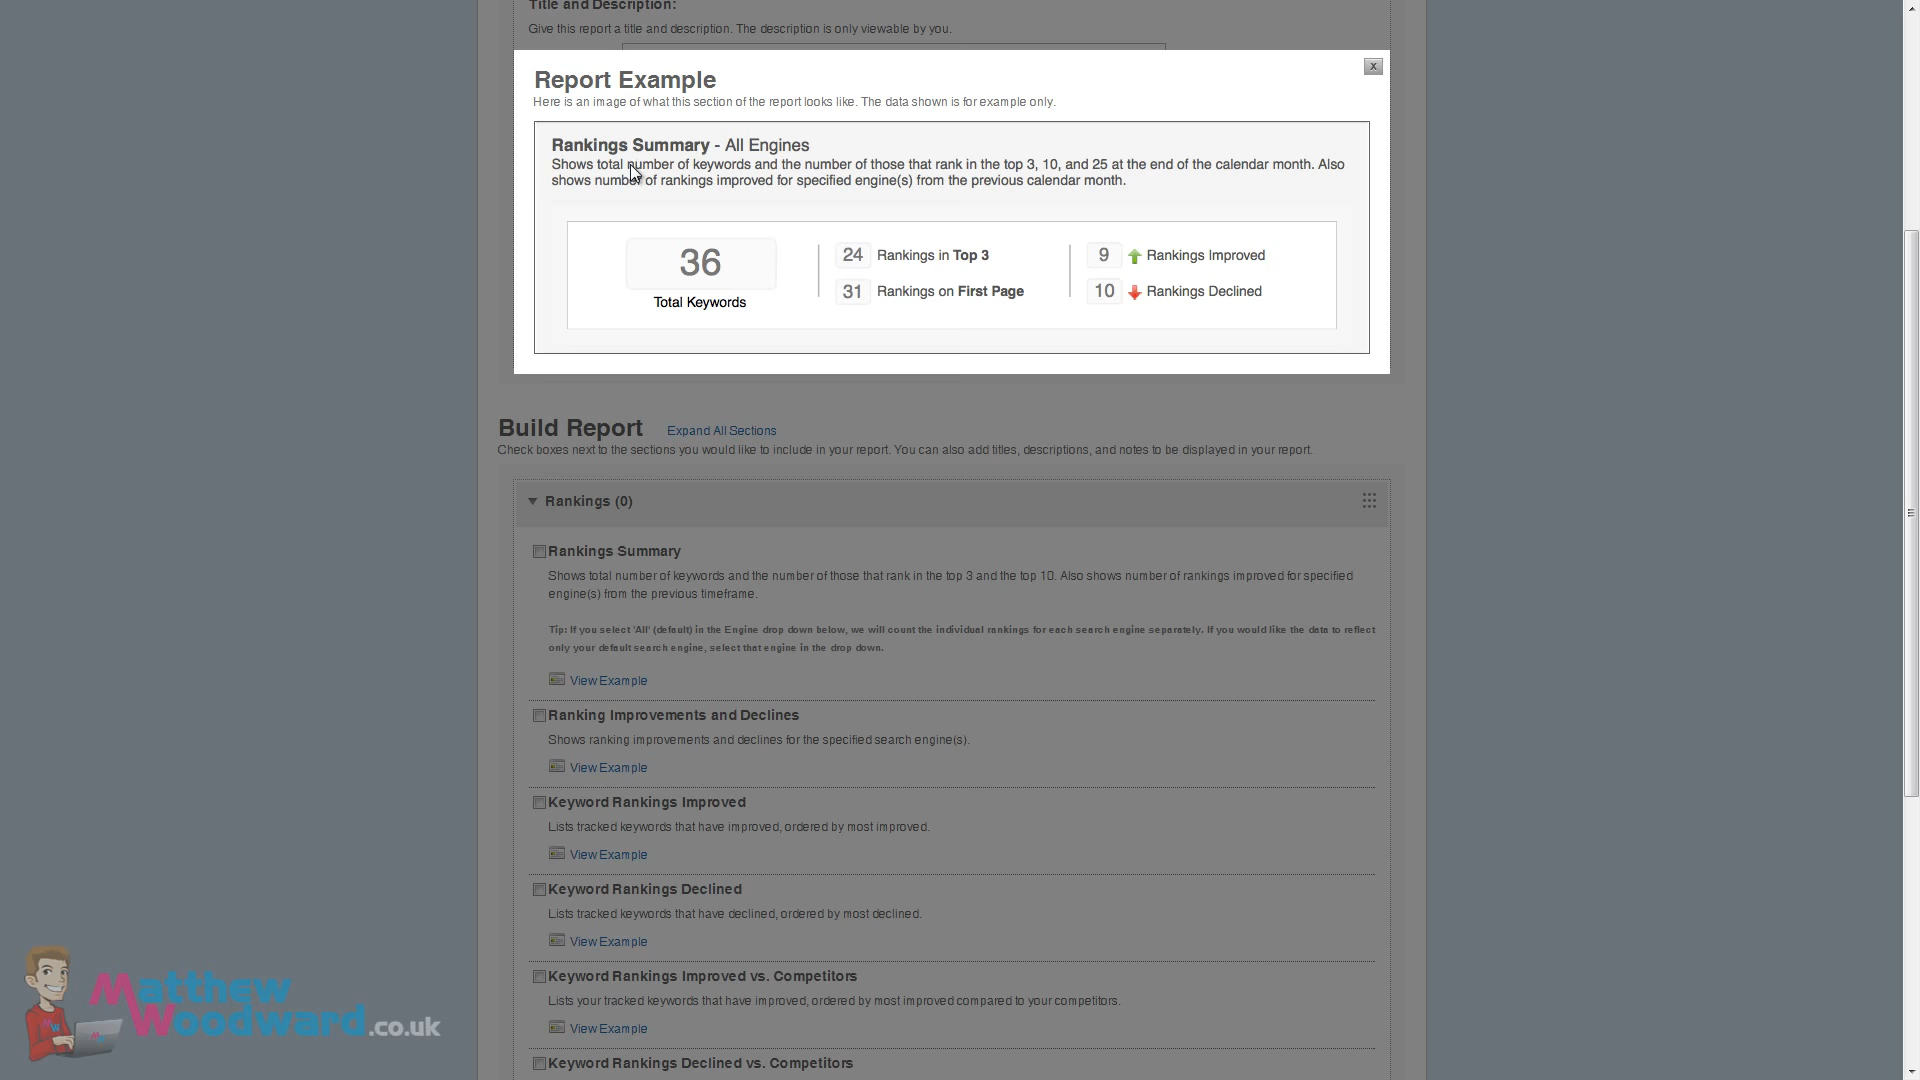 Title and Description:
Give this report a title and description. The description is only viewable by you.
Report Example
x
Here is an image of what this section of the report looks like. The data shown is for example only.
Rankings Summary - All Engines
Shows total number of keywords and the number of those that rank in the top 3, 10, and 25 at the end of the calendar month. Also
shows number of rankings improved for specified engine(s) from the previous calendar month.
36
Total Keywords
24 Rankings in Top 3
31 Rankings on First Page
9 Rankings Improved
10 Rankings Declined
Build Report Expand All Sections
Check boxes next to the sections you would like to include in your report. You can also add titles, descriptions, and notes to be displayed in your report.
Rankings (0)
Rankings Summary
Shows total number of keywords and the number of those that rank in the top 3 and the top 10. Also shows number of rankings improved for specified
engine(s) from the previous timeframe.
Tip: If you select 'All' (default) in the Engine drop down below, we will count the individual rankings for each search engine separately. If you would like the data to reflect
only your default search engine, select that engine in the drop down.
View Example
Ranking Improvements and Declines
Shows ranking improvements and declines for the specified search engine(s).
View Example
Keyword Rankings Improved
Lists tracked keywords that have improved, ordered by most improved.
View Example
Keyword Rankings Declined
Lists tracked keywords that have declined, ordered by most declined.
View Example
Keyword Rankings Improved vs. Competitors
Lists your tracked keywords that have improved, ordered by most improved compared to your competitors.
View Example
Keyword Rankings Declined vs. Competitors
Matthew
Woodward.co.uk